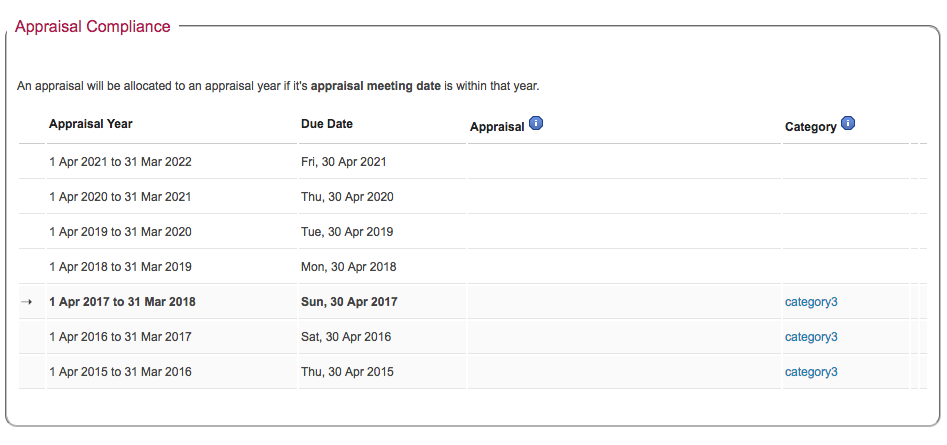 Appraisal Compliance
An appraisal will be allocated to an appraisal year if it's appraisal meeting date is within that year.
Appraisal Year Due Date Appraisal i Category i
1 Apr 2021 to 31 Mar 2022 Fri, 30 Apr 2021
1 Apr 2020 to 31 Mar 2021 Thu, 30 Apr 2020
1 Apr 2019 to 31 Mar 2020 Tue, 30 Apr 2019
1 Apr 2018 to 31 Mar 2019 Mon, 30 Apr 2018
→ 1 Apr 2017 to 31 Mar 2018 Sun, 30 Apr 2017 category3
1 Apr 2016 to 31 Mar 2017 Sat, 30 Apr 2016 category3
1 Apr 2015 to 31 Mar 2016 Thu, 30 Apr 2015 category3